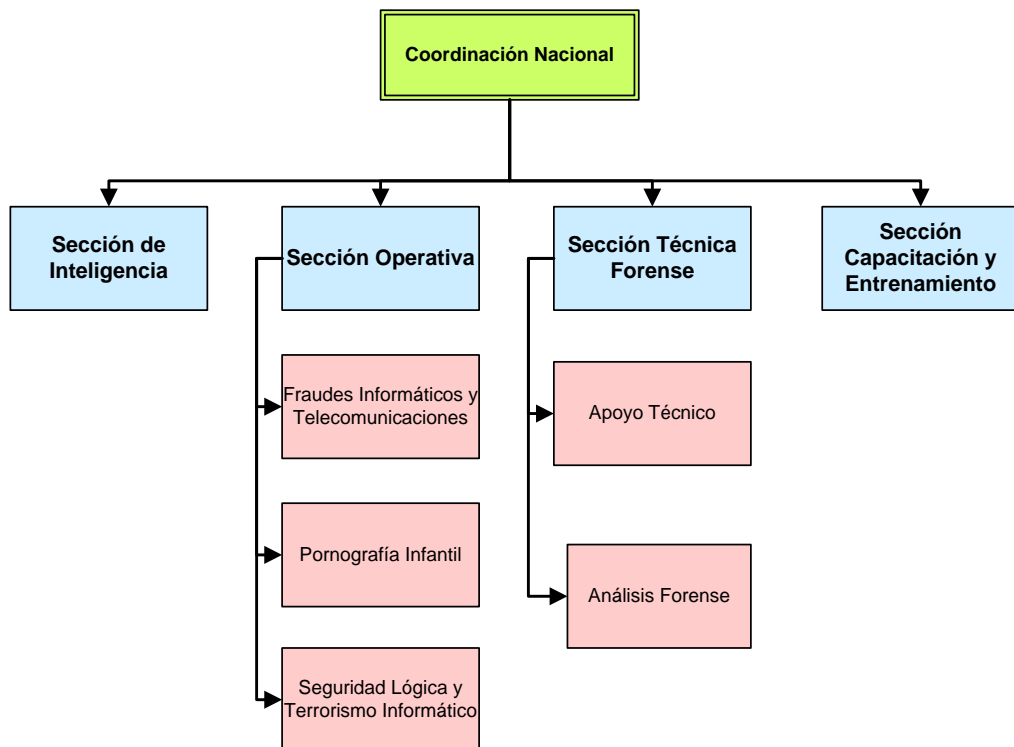 Coordinación Nacional
Sección de
Inteligencia
Sección Operativa
Sección Técnica
Forense
Sección
Capacitación y
Entrenamiento
Fraudes Informáticos y
Telecomunicaciones
Apoyo Técnico
Pornografía Infantil
Análisis Forense
Seguridad Lógica y
Terrorismo Informático